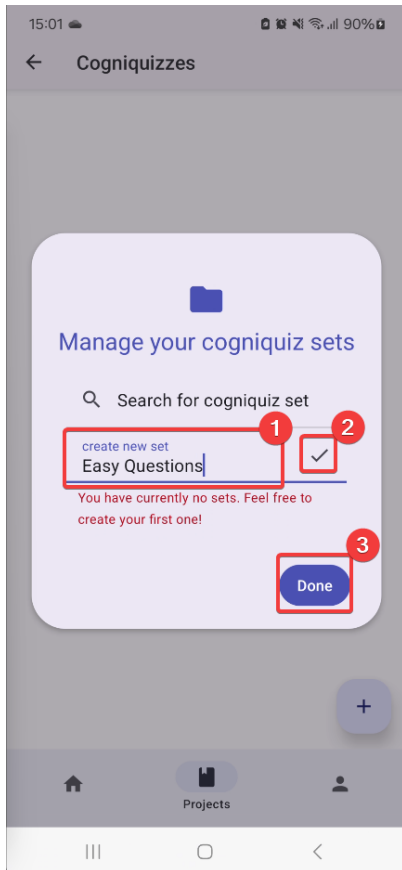 15:01 90%
Cogniquizzes
Manage your cogniquiz sets
Search for cogniquiz set
1
2
create new set
Easy Questions
You have currently no sets. Feel free to
create your first one!
3
Done
+
Projects